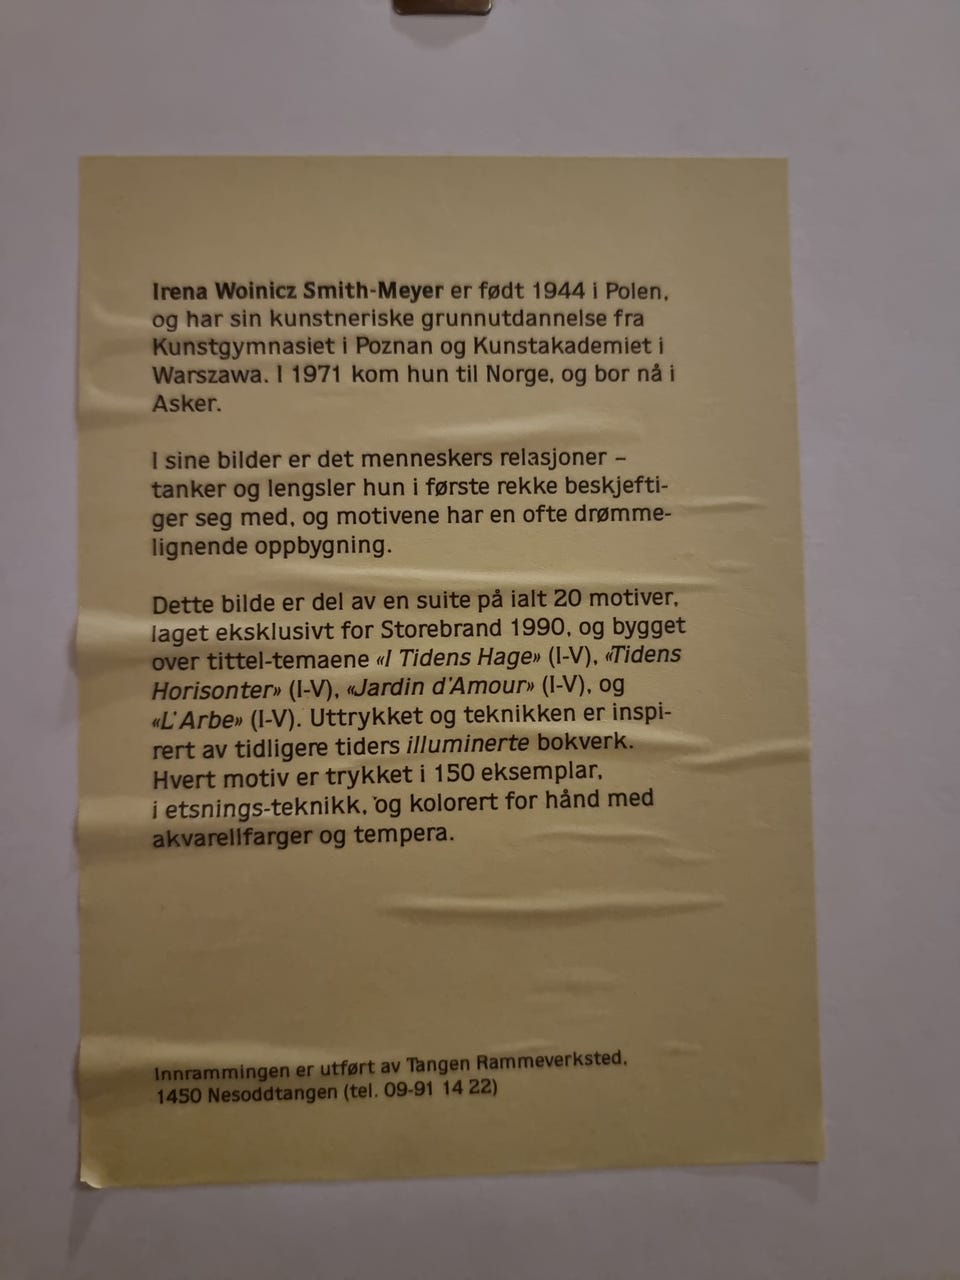 Irena Woinicz Smith-Meyer er født 1944 i Polen,
og har sin kunstneriske grunnutdannelse fra
Kunstgymnasiet i Poznan og Kunstakademiet i
Warszawa. I 1971 kom hun til Norge, og bor nå i
Asker.
I sine bilder er det menneskers relasjoner –
tanker og lengsler hun i første rekke beskjefti-
ger seg med, og motivene har en ofte drømme-
lignende oppbygning.
Dette bilde er del av en suite på ialt 20 motiver,
laget eksklusivt for Storebrand 1990, og bygget
over tittel-temaene «I Tidens Hage» (I-V), «Tidens
Horisonter» (I-V), «Jardin d'Amour» (I-V), og
«L'Arbe» (I-V). Uttrykket og teknikken er inspi-
rert av tidligere tiders illuminerte bokverk.
Hvert motiv er trykket i 150 eksemplar,
i etsnings-teknikk, og kolorert for hånd med
akvarellfarger og tempera.
Innrammingen er utført av Tangen Rammeverksted,
1450 Nesoddtangen (tel. 09-91 14 22)